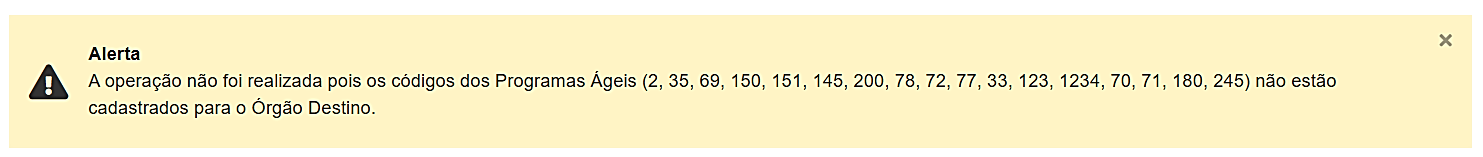 Alerta
A operação não foi realizada pois os códigos dos Programas Ágeis (2, 35, 69, 150, 151, 145, 200, 78, 72, 77, 33, 123, 1234, 70, 71, 180, 245) não estão
cadastrados para o Órgão Destino.